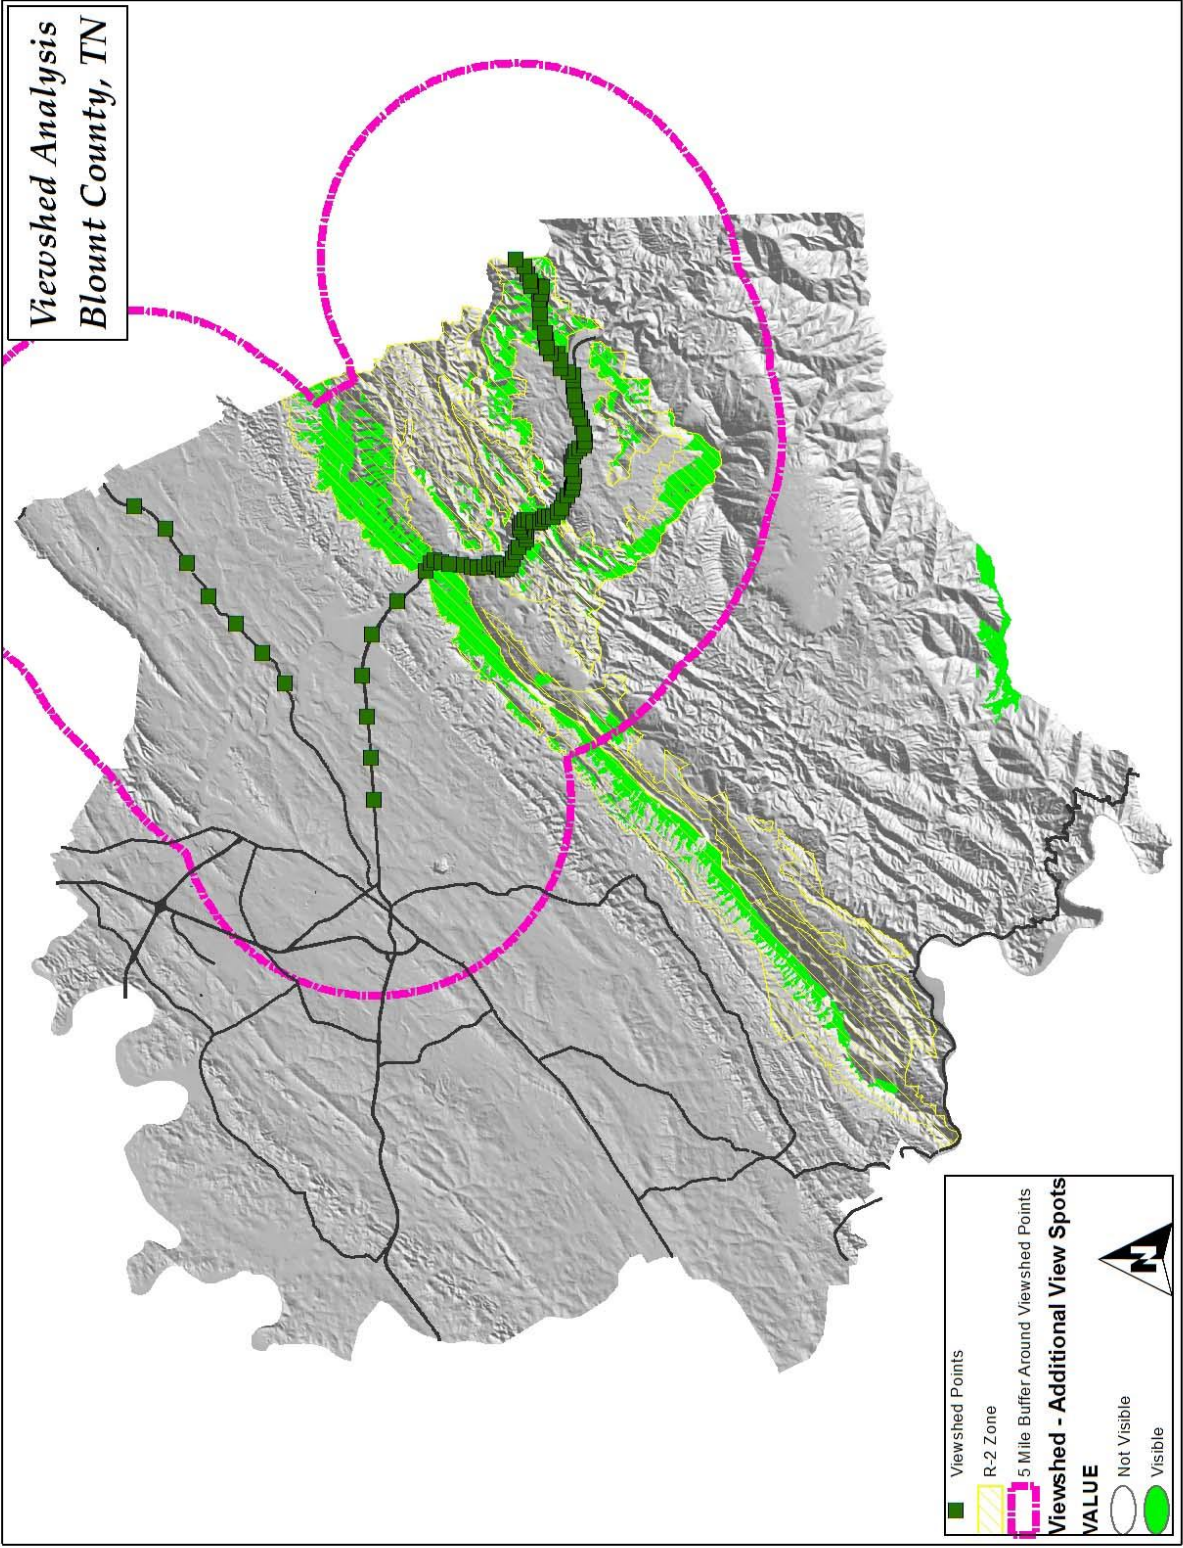 Viewshed Analysis
Blount County, TN
Viewshed Points
R-2 Zone
5 Mile Buffer Around Viewshed Points
Viewshed - Additional View Spots
VALUE
Not Visible
Visible
N